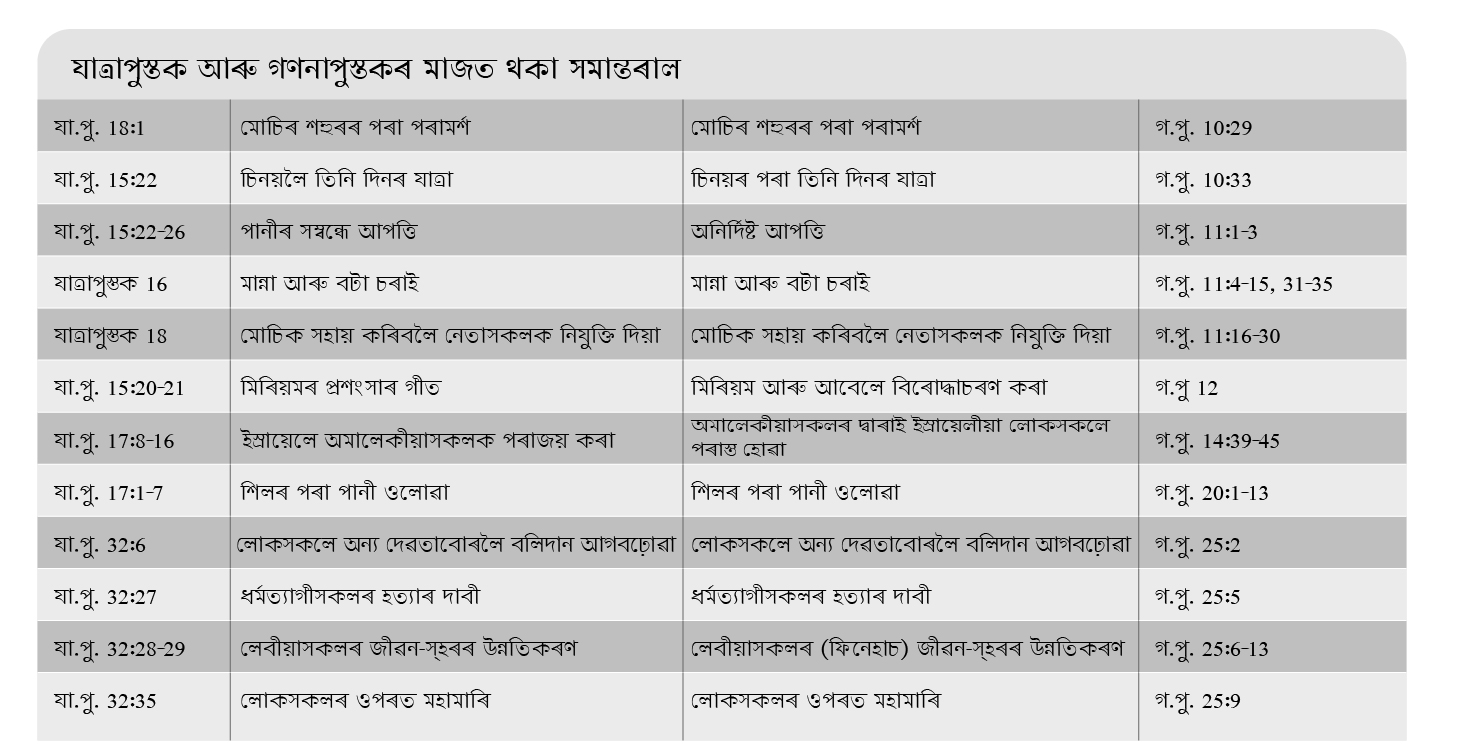 যাত্ৰাপুস্তক আৰু গণনাপুস্তকৰ মাজত থকা সমান্তৰাল
যা.পু. 18:1 মোচিৰ শহুৰৰ পৰা পৰামৰ্শ মোচিৰ শহুৰৰ পৰা পৰামৰ্শ গ.পু. 10:29
যা.পু. 15:22 চিনয়লৈ তিনি দিনৰ যাত্ৰা চিনয়ৰ পৰা তিনি দিনৰ যাত্ৰা গ.পু. 10:33
যা.পু. 15:22-26 পানীৰ সম্বন্ধে আপত্তি অনিৰ্দিষ্ট আপত্তি গ.পু. 11:1-3
যাত্ৰাপুস্তক 16 মান্না আৰু বটা চৰাই মান্না আৰু বটা চৰাই গ.পু. 11:4-15, 31-35
যাত্ৰাপুস্তক 18 মোচিক সহায় কৰিবলৈ নেতাসকলক নিযুক্তি দিয়া মোচিক সহায় কৰিবলৈ নেতাসকলক নিযুক্তি দিয়া গ.পু. 11:16-30
যা.পু. 15:20-21 মিৰিয়মৰ প্ৰশংসাৰ গীত মিৰিয়ম আৰু আবেলে বিৰোদ্ধাচৰণ কৰা গ.পু 12
যা.পু. 17:8-16 ইস্ৰায়েলে অমালেকীয়াসকলক পৰাজয় কৰা অমালেকীয়াসকলৰ দ্বাৰাই ইস্ৰায়েলীয়া লোকসকলে
পৰাস্ত হোৱা গ.পু. 14:39-45
যা.পু. 17:1-7 শিলৰ পৰা পানী ওলোৱা শিলৰ পৰা পানী ওলোৱা গ.পু. 20:1-13
যা.পু. 32:6 লোকসকলে অন্য দেৱতাবোৰলৈ বলিদান আগবঢ়োৱা লোকসকলে অন্য দেৱতাবোৰলৈ বলিদান আগবঢ়োৱা গ.পু. 25:2
যা.পু. 32:27 ধৰ্মত্যাগীসকলৰ হত্যাৰ দাবী ধৰ্মত্যাগীসকলৰ হত্যাৰ দাবী গ.পু. 25:5
যা.পু. 32:28-29 লেবীয়াসকলৰ জীৱন-স্হৰৰ উন্নতিকৰণ লেবীয়াসকলৰ (ফিনেহাচ) জীৱন-স্হৰৰ উন্নতিকৰণ গ.পু. 25:6-13
যা.পু. 32:35 লোকসকলৰ ওপৰত মহামাৰি লোকসকলৰ ওপৰত মহামাৰি গ.পু. 25:9